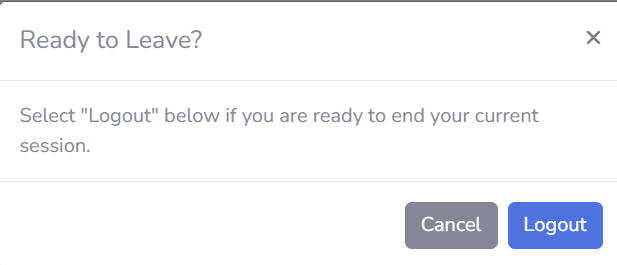 Ready to Leave?
Select "Logout" below if you are ready to end your current
session.
Cancel
Logout